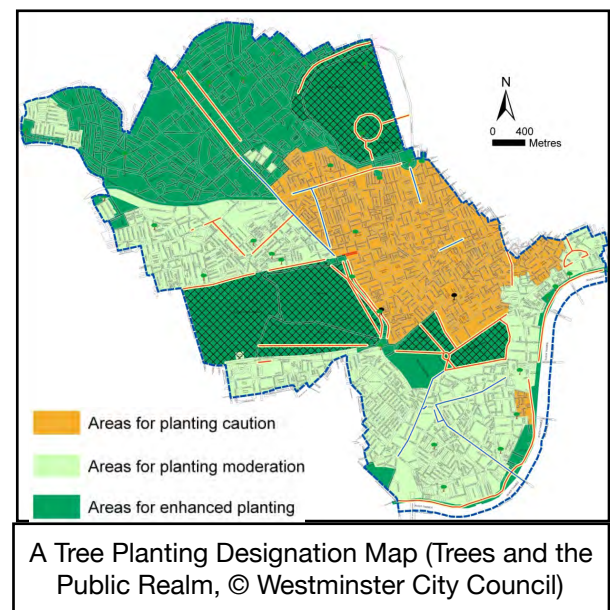 N
0 400
Metres
Areas for planting caution
Areas for planting moderation
Areas for enhanced planting
A Tree Planting Designation Map (Trees and the
Public Realm, © Westminster City Council)